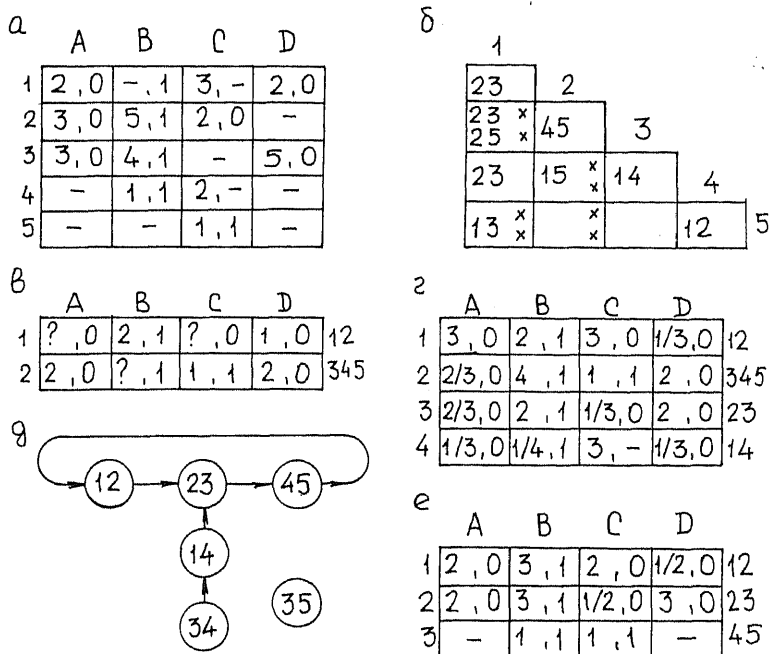 а
A B C D
1 2,0 –,1 3,– 2,0
2 3,0 5,1 2,0 –
3 3,0 4,1 – 5,0
4 – 1,1 2,– –
5 – – 1,1 –
б
1
23 2
23 × 45 3
25 ×
23 15 × × 14 4
13 × × × × 12 5
в
A B C D
1 ?,0 2,1 ?,0 1,0 12
2 2,0 ?,1 1,1 2,0 345
г
A B C D
1 3,0 2,1 3,0 1/3,0 12
2 2/3,0 4,1 1,1 2,0 345
3 2/3,0 2,1 1/3,0 2,0 23
4 1/3,0 1/4,1 3,– 1/3,0 14
д
12 23 45
14
34 35
е
A B C D
1 2,0 3,1 2,0 1/2,0 12
2 2,0 3,1 1/2,0 3,0 23
3 – 1,1 1,1 – 45